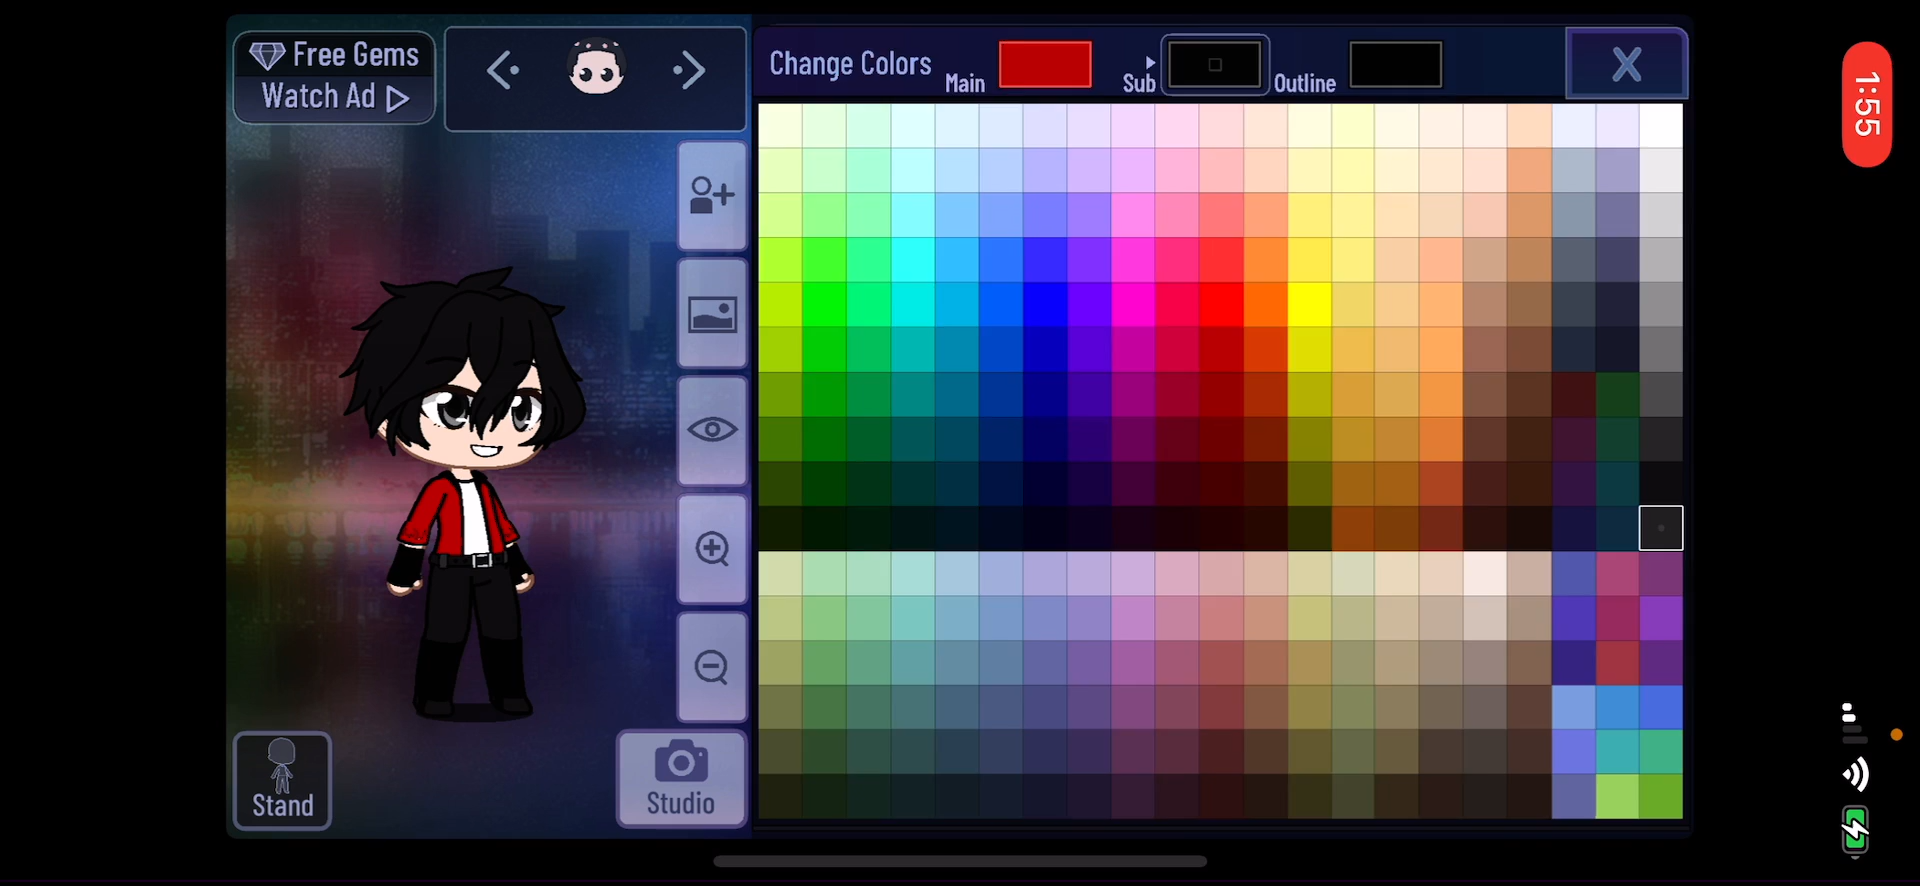 Free Gems
Watch Ad
Change Colors
Main
Sub
Outline
X
1:55
Stand
Studio